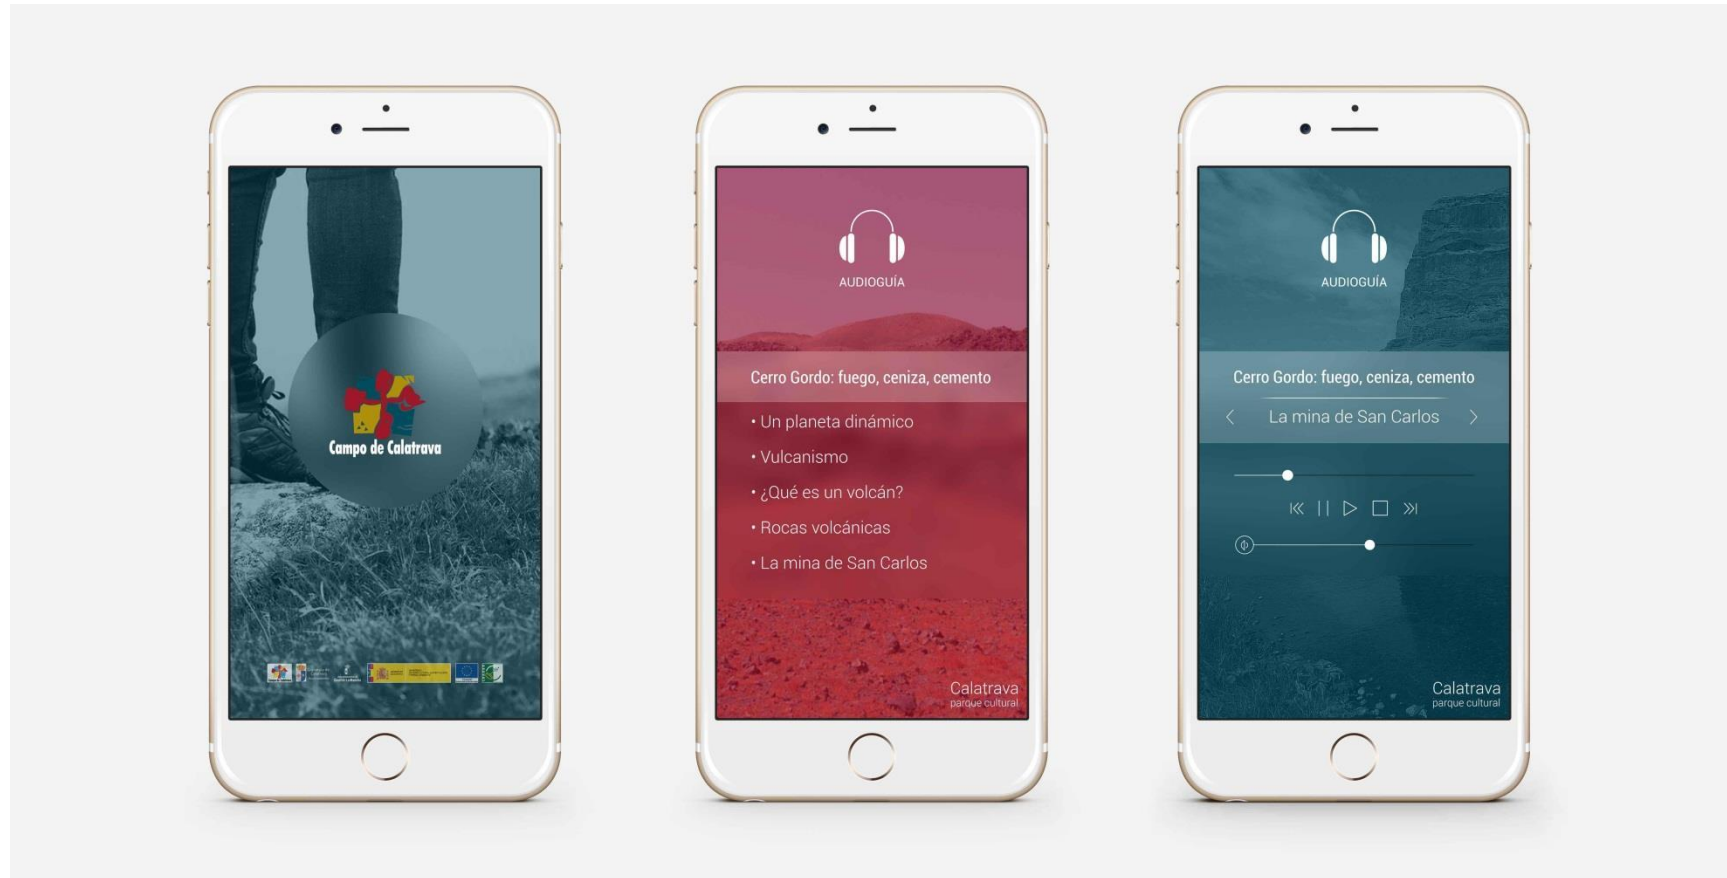 Campo de Calatrava
AUDIOGUÍA
Cerro Gordo: fuego, ceniza, cemento
• Un planeta dinámico
• Vulcanismo
• ¿Qué es un volcán?
• Rocas volcánicas
• La mina de San Carlos
Calatrava
parque cultural
AUDIOGUÍA
Cerro Gordo: fuego, ceniza, cemento
La mina de San Carlos
Calatrava
parque cultural